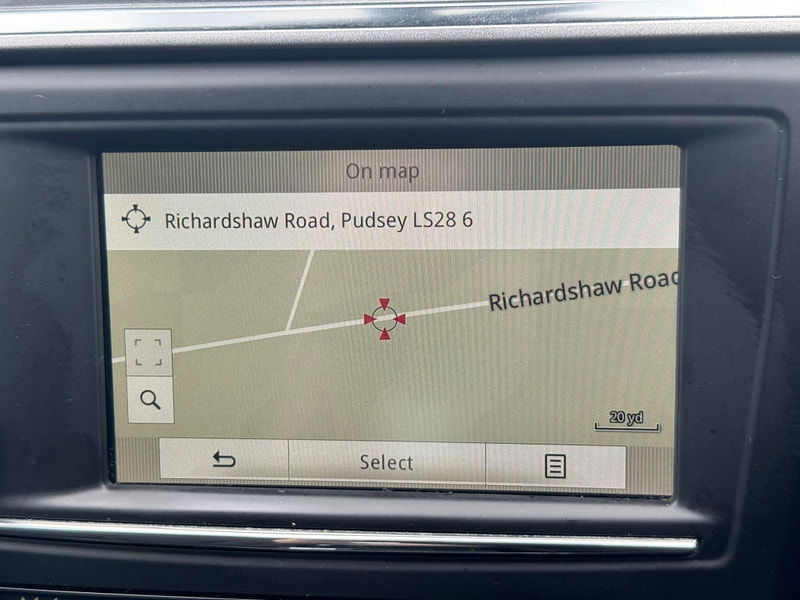 On map
Richardshaw Road, Pudsey LS28 6
Richardshaw Road
20 yd
Select